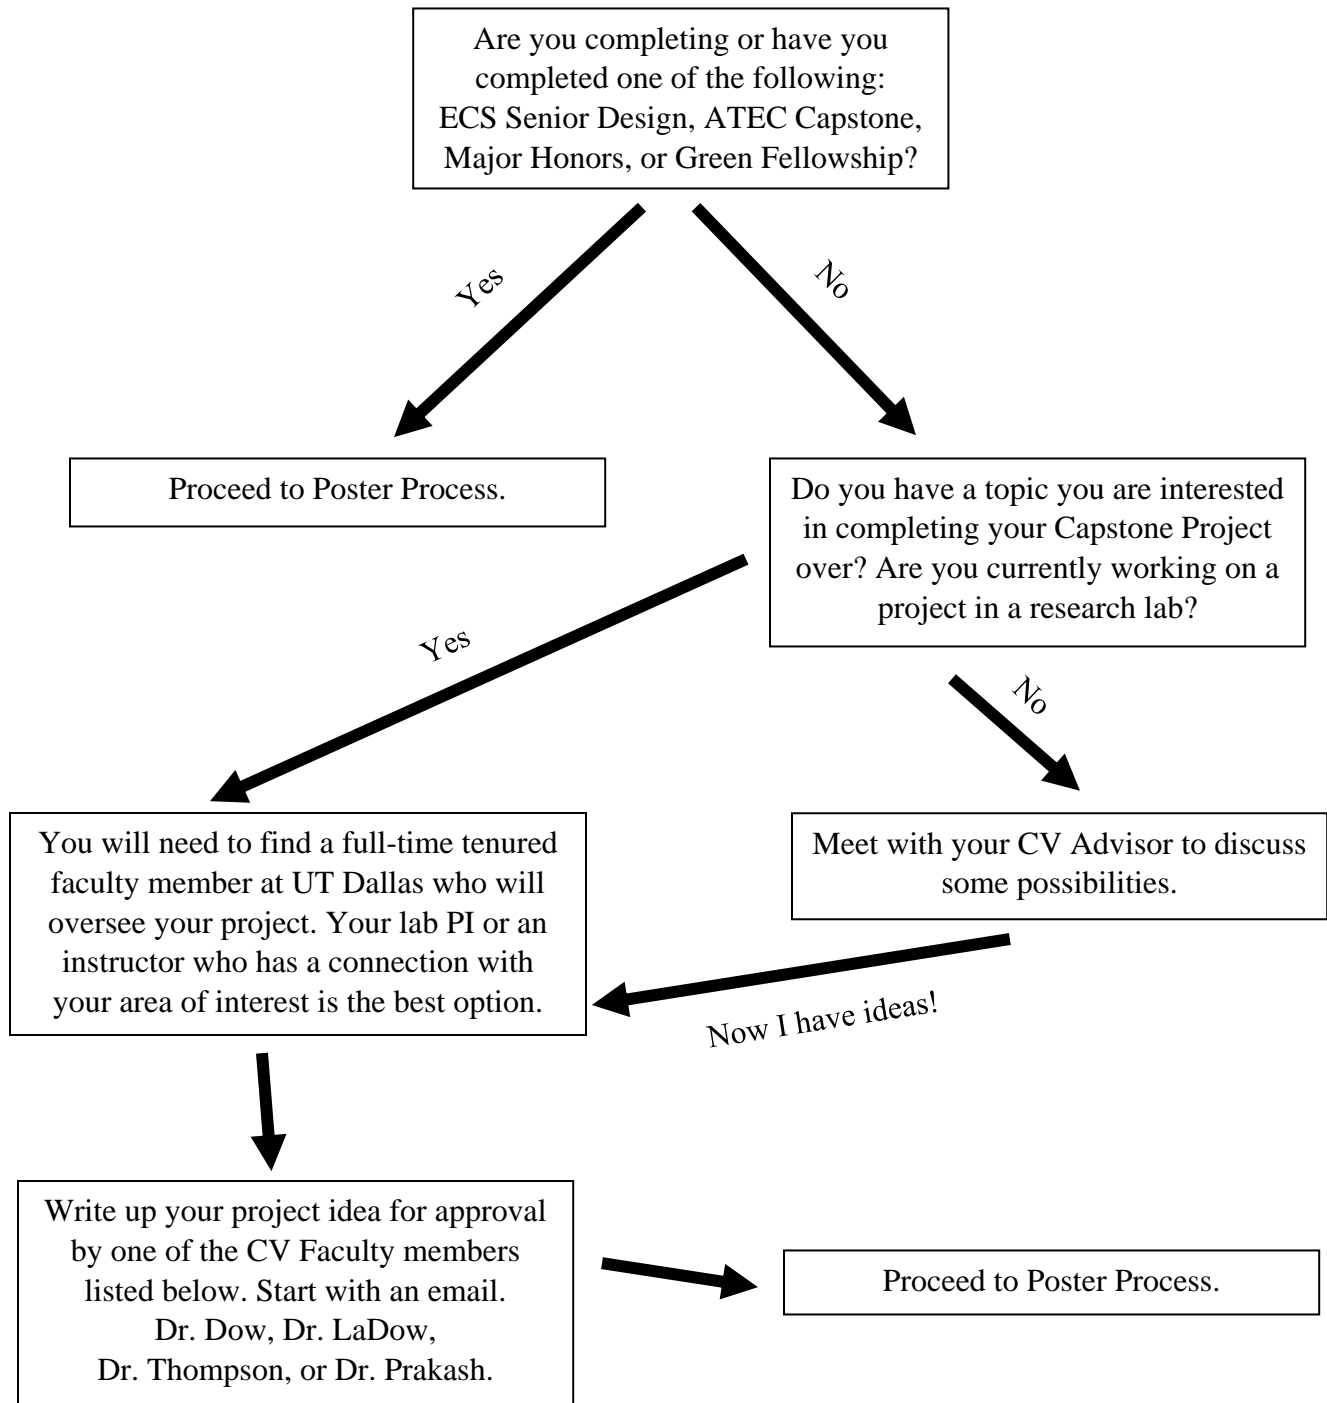 Are you completing or have you
completed one of the following:
ECS Senior Design, ATEC Capstone,
Major Honors, or Green Fellowship?
Yes
No
Proceed to Poster Process.
Do you have a topic you are interested
in completing your Capstone Project
over? Are you currently working on a
project in a research lab?
Yes
No
You will need to find a full-time tenured
faculty member at UT Dallas who will
oversee your project. Your lab PI or an
instructor who has a connection with
your area of interest is the best option.
Meet with your CV Advisor to discuss
some possibilities.
Now I have ideas!
Write up your project idea for approval
by one of the CV Faculty members
listed below. Start with an email.
Dr. Dow, Dr. LaDow,
Dr. Thompson, or Dr. Prakash.
Proceed to Poster Process.